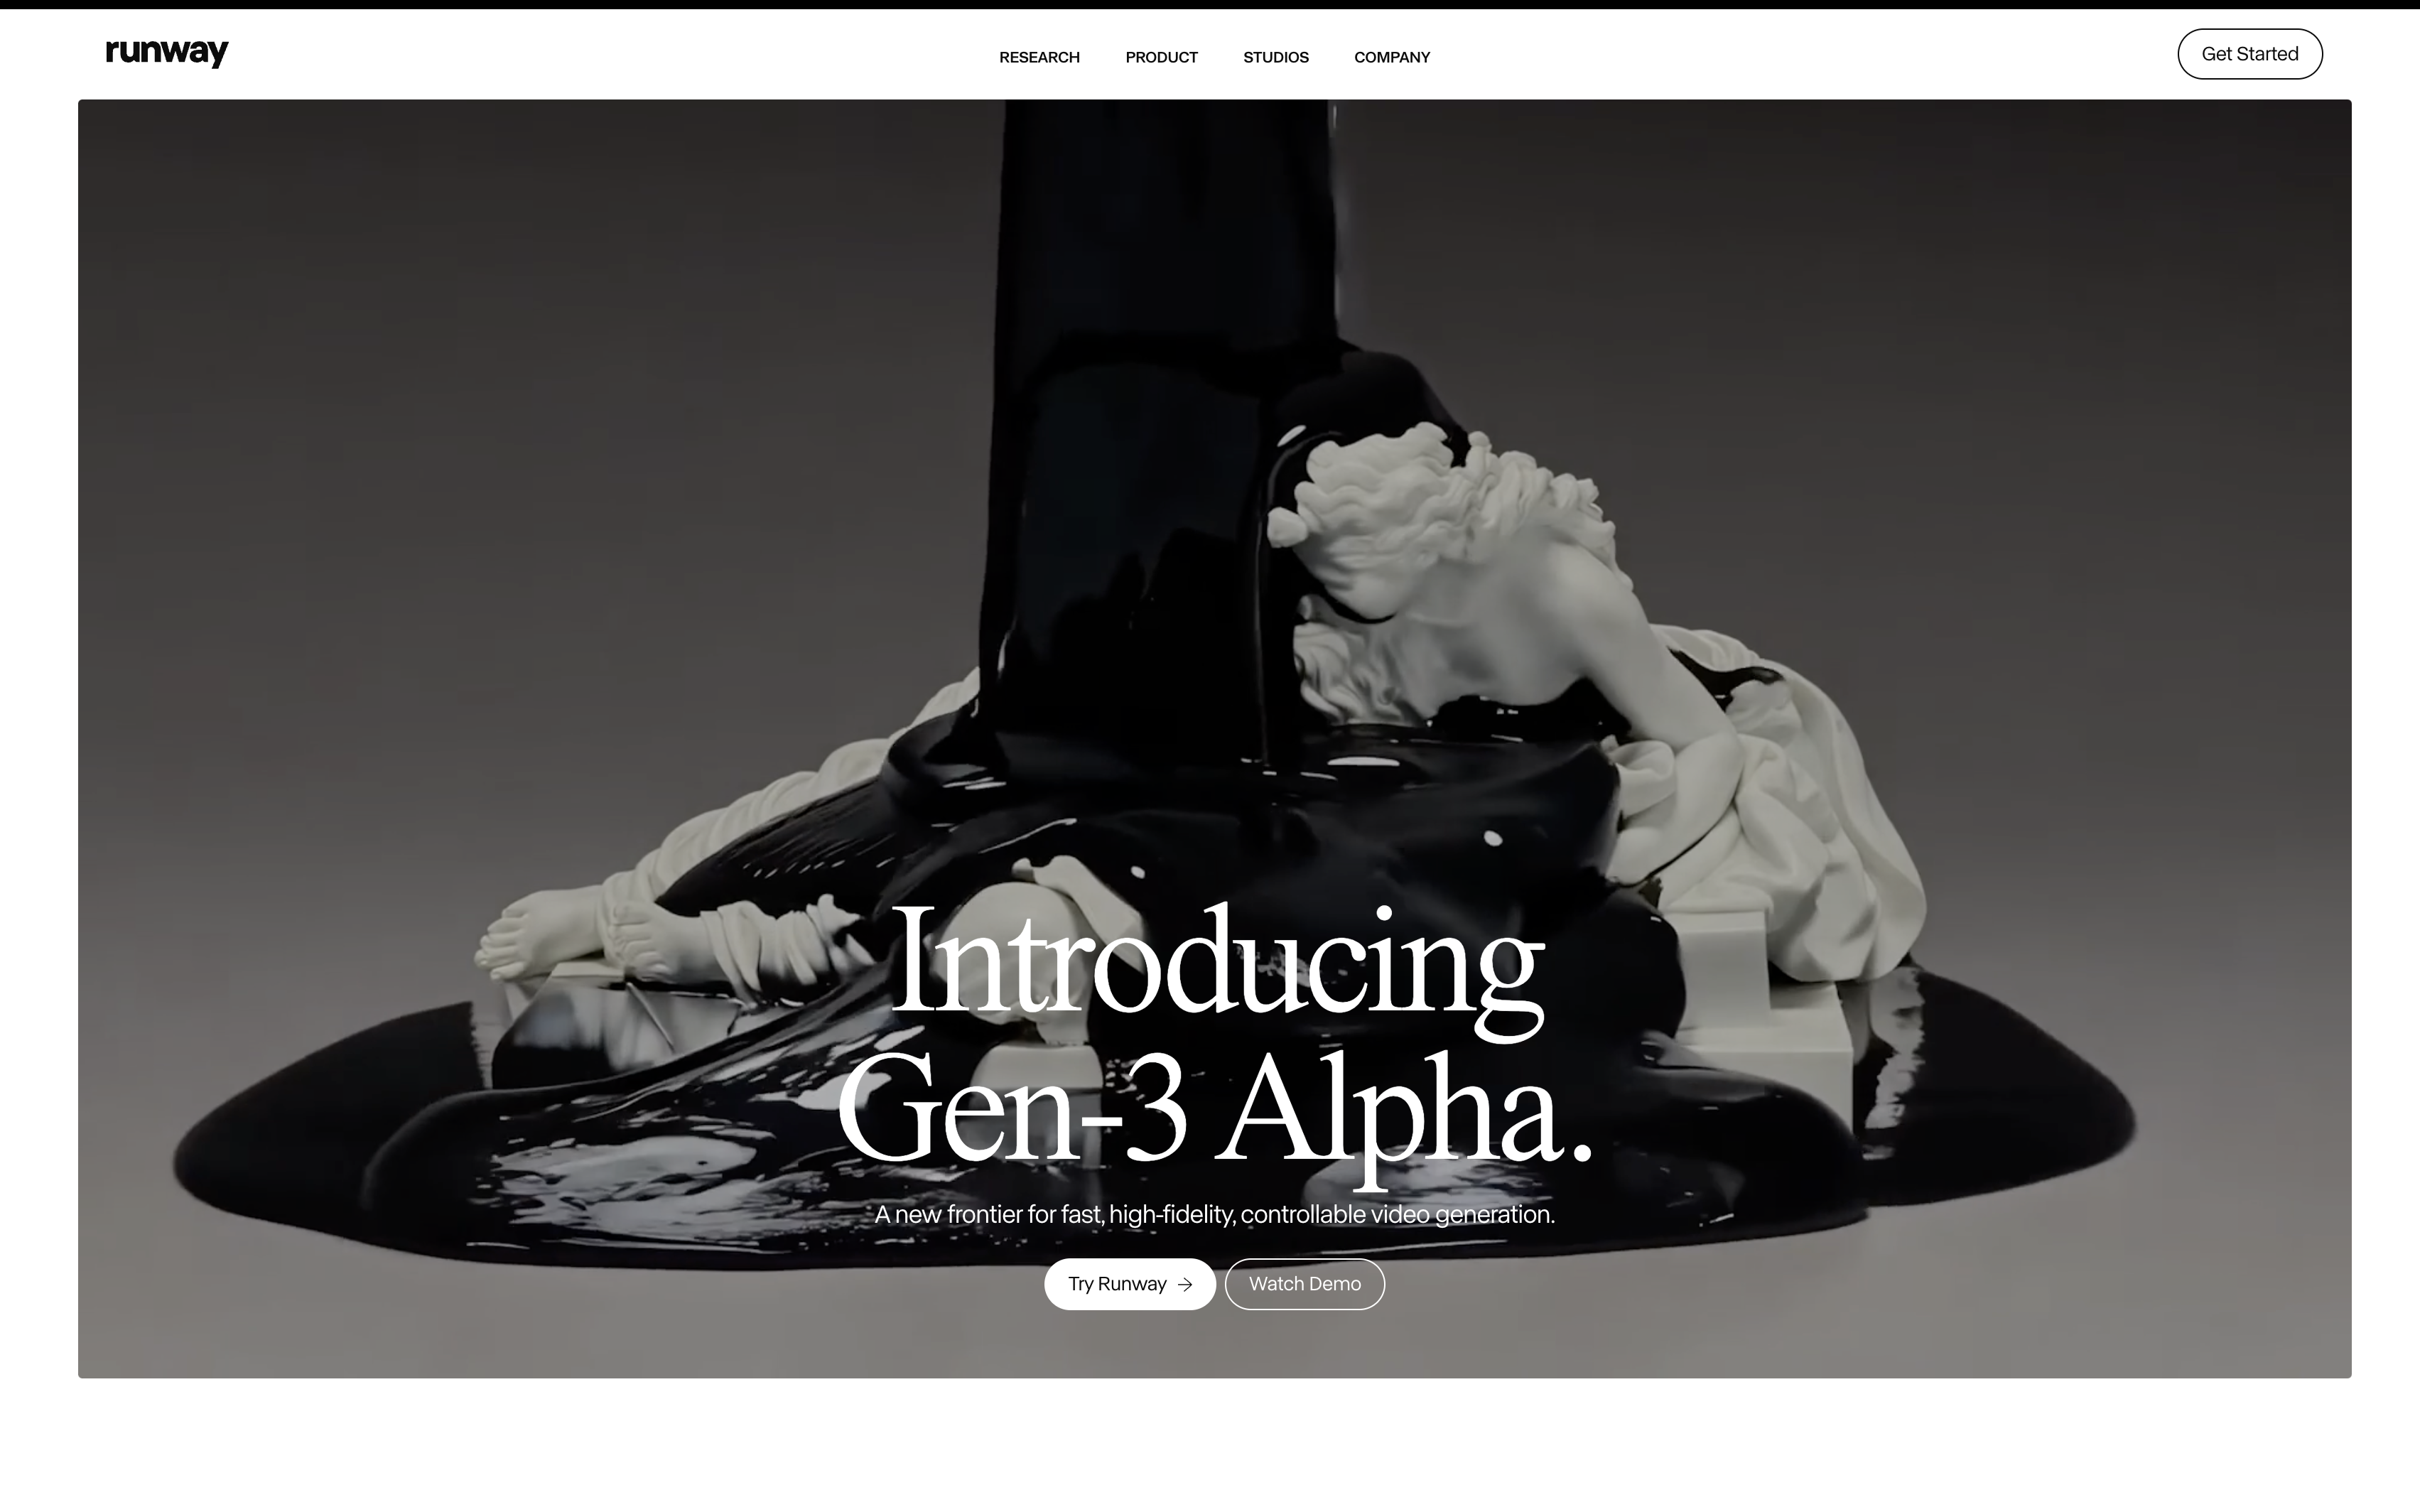 runway
RESEARCH PRODUCT STUDIOS COMPANY
Get Started
Introducing
Gen-3 Alpha.
A new frontier for fast, high-fidelity, controllable video generation.
Try Runway → Watch Demo